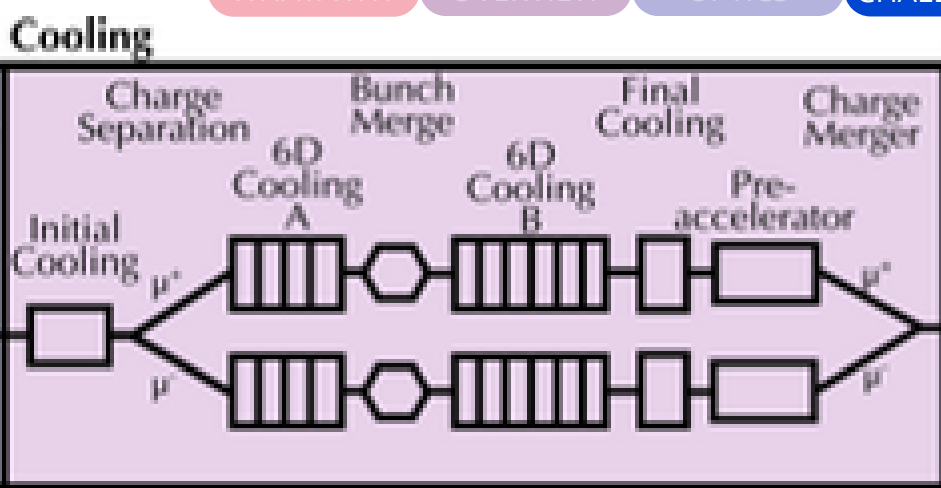 Cooling
Charge
Separation
Bunch
Merge
Final
Cooling
Charge
Merger
6D
Cooling
A
6D
Cooling
B
Pre-
accelerator
Initial
Cooling
μ⁺
μ⁻
μ⁺
μ⁻